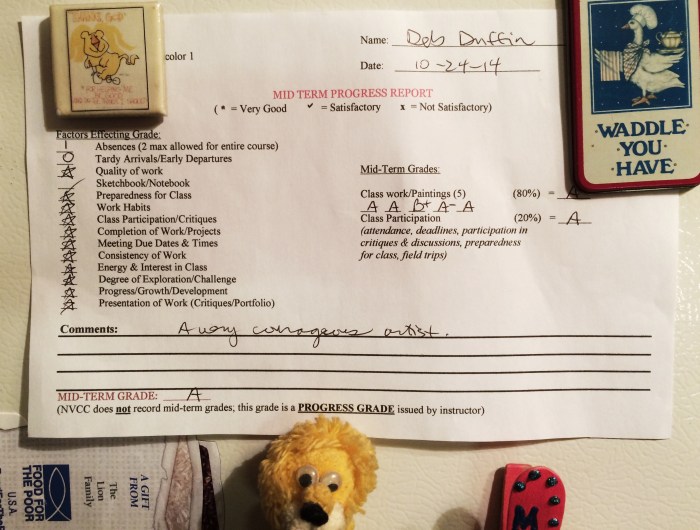 color 1
Name: Deb Duffin
Date: 10-24-14
MID TERM PROGRESS REPORT
(* = Very Good ✓ = Satisfactory x = Not Satisfactory)
Factors Effecting Grade:
1 Absences (2 max allowed for entire course)
0 Tardy Arrivals/Early Departures
☆ Quality of work
✓ Sketchbook/Notebook
☆ Preparedness for Class
☆ Work Habits
☆ Class Participation/Critiques
☆ Completion of Work/Projects
☆ Meeting Due Dates & Times
☆ Consistency of Work
☆ Energy & Interest in Class
☆ Degree of Exploration/Challenge
☆ Progress/Growth/Development
☆ Presentation of Work (Critiques/Portfolio)
Mid-Term Grades:
Class work/Paintings (5) (80%) = A
A A B+ A- A
Class Participation (20%) = A
(attendance, deadlines, participation in
critiques & discussions, preparedness
for class, field trips)
Comments: A very courageous artist.
MID-TERM GRADE: A
(NVCC does not record mid-term grades; this grade is a PROGRESS GRADE issued by instructor)
WADDLE
·YOU·
HAVE·
A GIFT
FROM
The
Lion
Family
FOOD FOR
THE POOR
U.S.A.
M